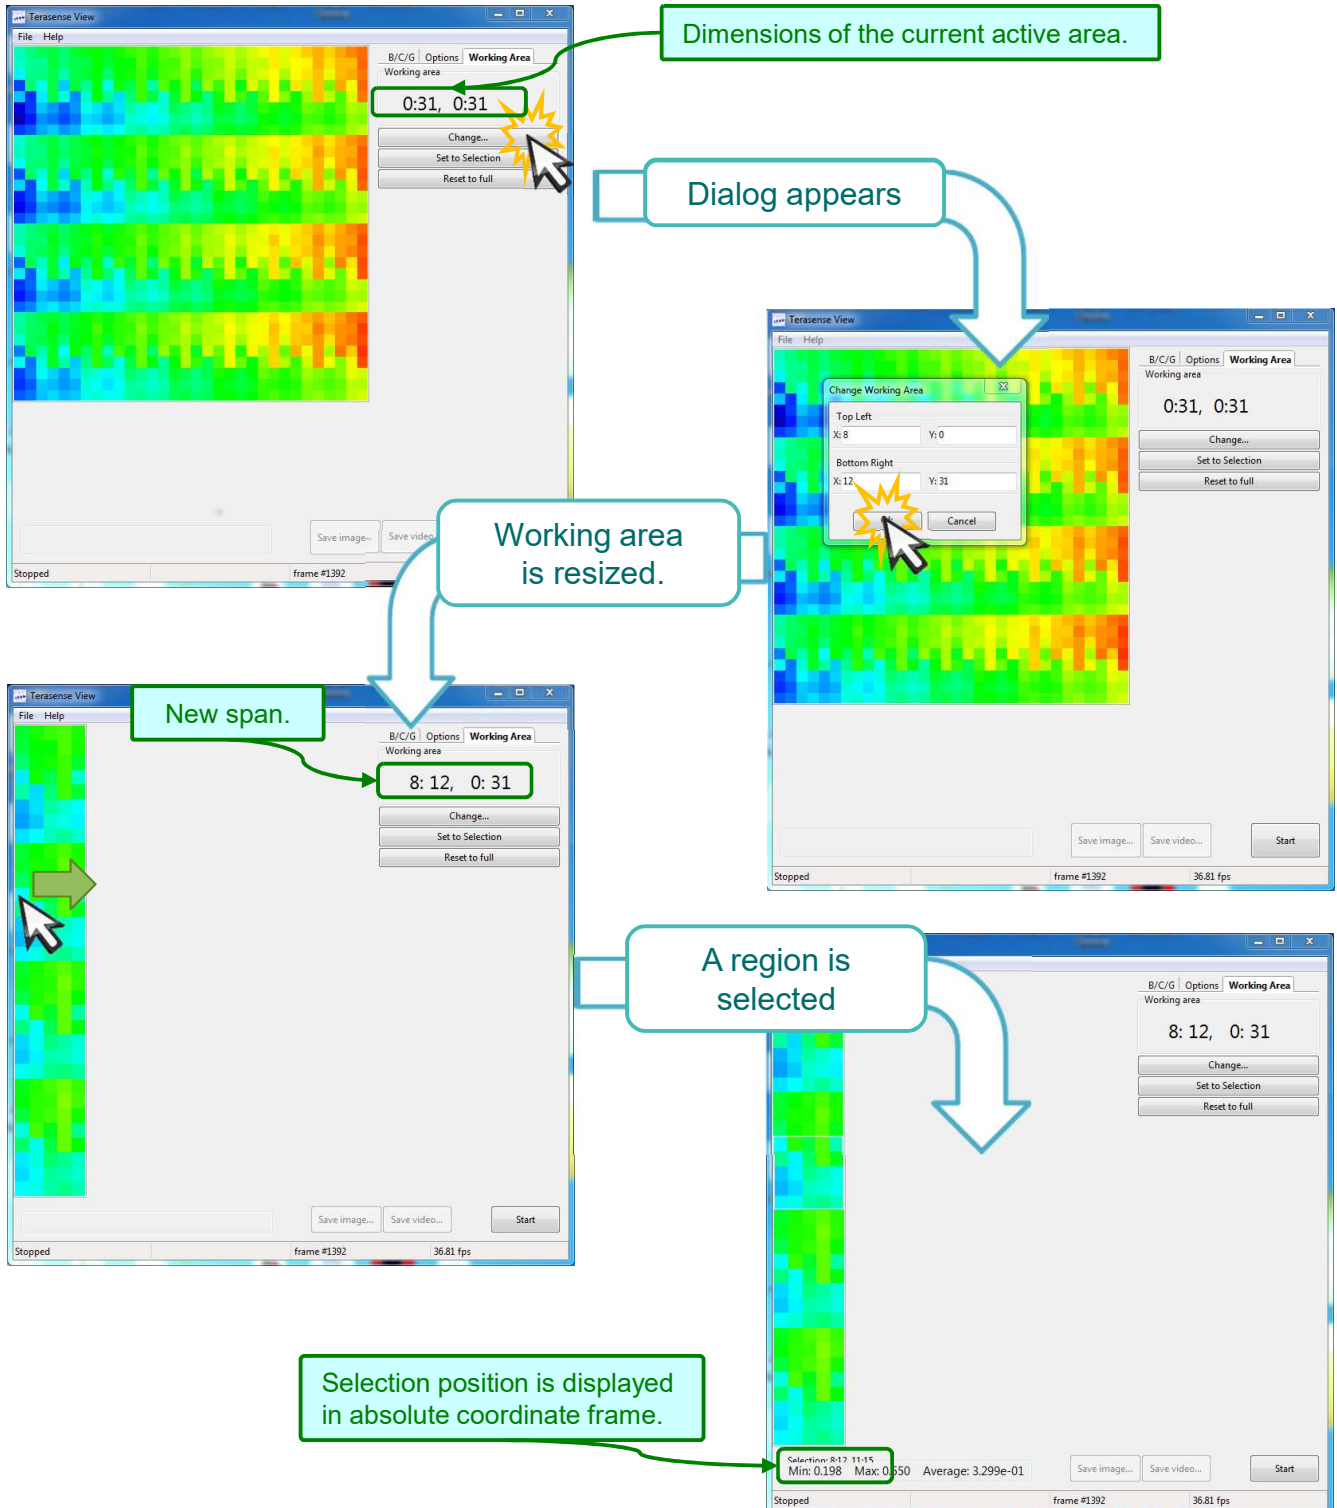 Terasense View
File Help
B/C/G Options Working Area
Working area
0:31, 0:31
Change...
Set to Selection
Reset to full
Save image...
Save video
Stopped
frame #1392
Dimensions of the current active area.
Dialog appears
Terasense View
File Help
B/C/G Options Working Area
Working area
0:31, 0:31
Change...
Set to Selection
Reset to full
Change Working Area
Top Left
X: 8 Y: 0
Bottom Right
X: 12 Y: 31
Cancel
Save image... Save video... Start
Stopped frame #1392 36.81 fps
Working area
is resized.
Terasense View
File Help
New span.
B/C/G Options Working Area
Working area
8: 12, 0: 31
Change...
Set to Selection
Reset to full
Save image... Save video... Start
Stopped frame #1392 36.81 fps
A region is
selected
B/C/G Options Working Area
Working area
8: 12, 0: 31
Change...
Set to Selection
Reset to full
Selection position is displayed
in absolute coordinate frame.
Selection: 8:12, 11:15
Min: 0.198 Max: 0.550 Average: 3.299e-01
Save image... Save video... Start
Stopped frame #1392 36.81 fps